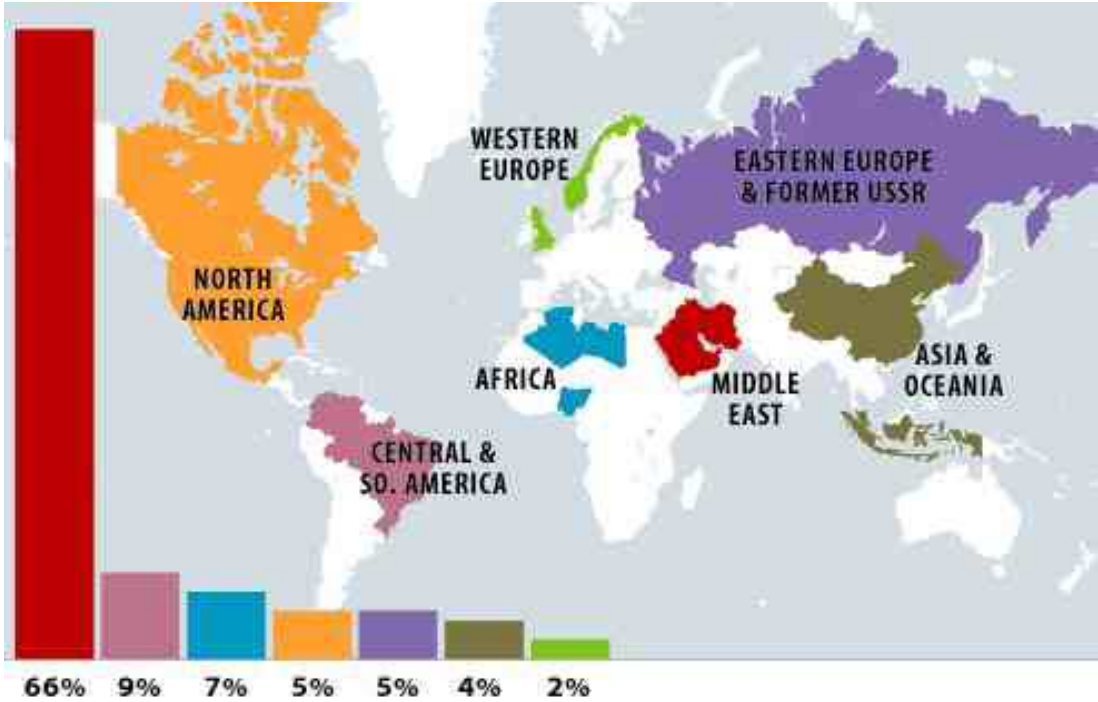 WESTERN
EUROPE
EASTERN EUROPE
& FORMER USSR
NORTH
AMERICA
AFRICA
MIDDLE
EAST
ASIA &
OCEANIA
CENTRAL &
SO. AMERICA
66% 9% 7% 5% 5% 4% 2%